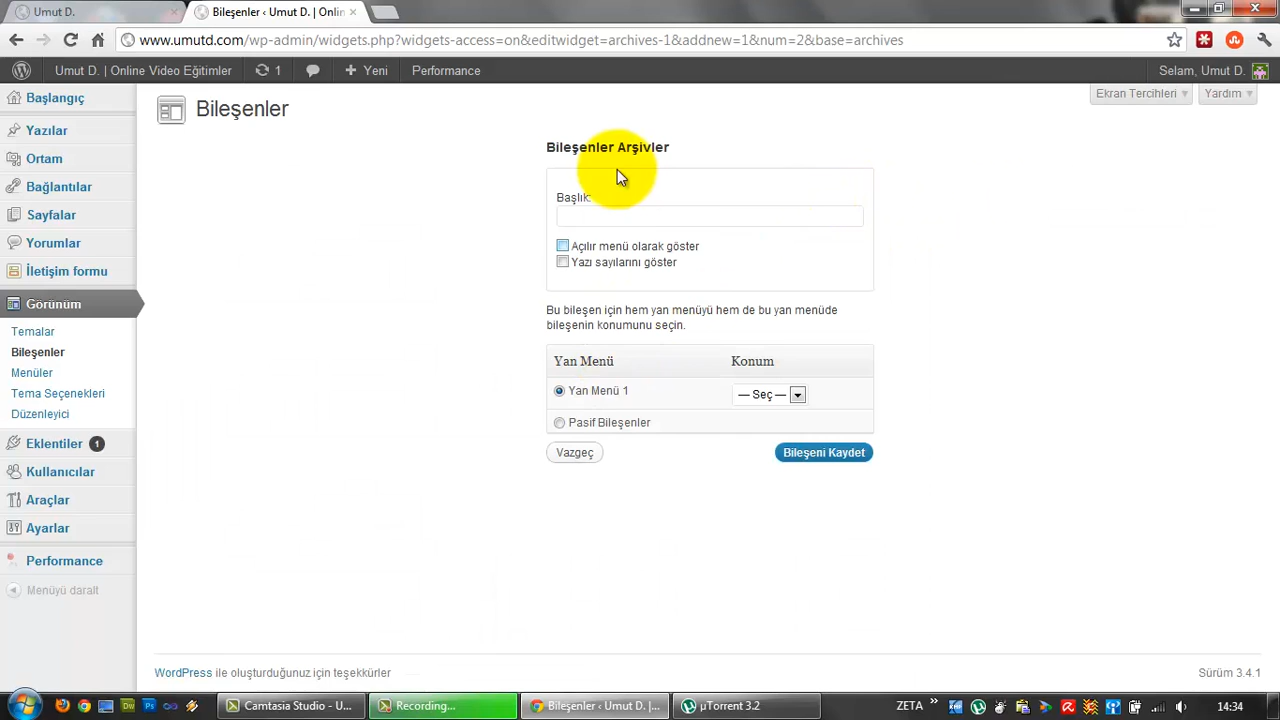 Umut D.
Bileşenler ‹ Umut D. | Onlin
www.umutd.com/wp-admin/widgets.php?widgets-access=on&editwidget=archives-1&addnew=1&num=2&base=archives
Umut D. | Online Video Eğitimler
1
Yeni
Performance
Selam, Umut D.
Başlangıç
Yazılar
Ortam
Bağlantılar
Sayfalar
Yorumlar
İletişim formu
Görünüm
Temalar
Bileşenler
Menüler
Tema Seçenekleri
Düzenleyici
Eklentiler 1
Kullanıcılar
Araçlar
Ayarlar
Performance
Menüyü daralt
Ekran Tercihleri
Yardım
Bileşenler
Bileşenler Arşivler
Başlık:
Açılır menü olarak göster
Yazı sayılarını göster
Bu bileşen için hem yan menüyü hem de bu yan menüde
bileşenin konumunu seçin.
Yan Menü Konum
Yan Menü 1 — Seç —
Pasif Bileşenler
Vazgeç Bileşeni Kaydet
WordPress ile oluşturduğunuz için teşekkürler
Sürüm 3.4.1
Camtasia Studio - U...
Recording...
Bileşenler ‹ Umut D. |...
µTorrent 3.2
ZETA
14:34